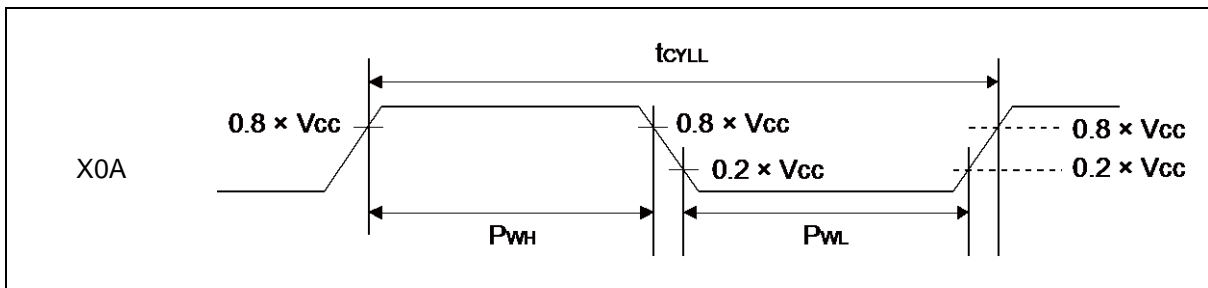 tCYLL
0.8 × Vcc
0.8 × Vcc
0.8 × Vcc
X0A
0.2 × Vcc
0.2 × Vcc
PWH
PWL